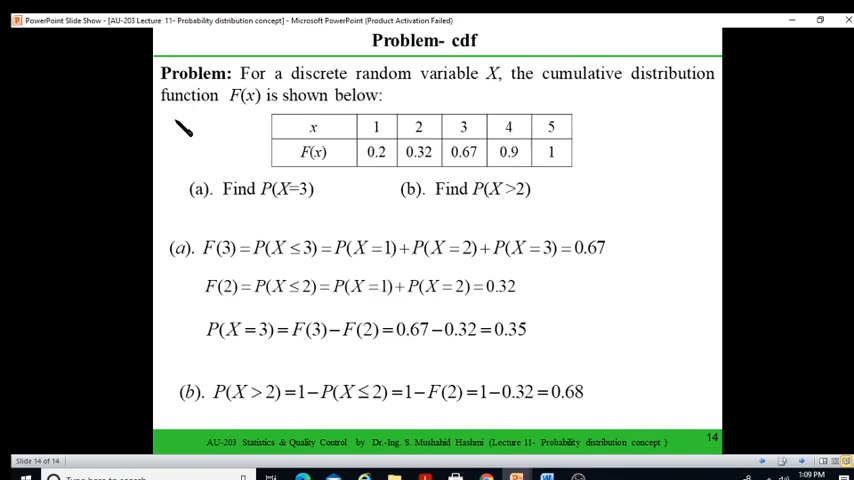 PowerPoint Slide Show - [AU-203 Lecture 11- Probability distribution concept] - Microsoft PowerPoint (Product Activation Failed)
Problem- cdf
Problem: For a discrete random variable X, the cumulative distribution
function F(x) is shown below:
x 1 2 3 4 5
F(x) 0.2 0.32 0.67 0.9 1
(a). Find P(X=3) (b). Find P(X >2)
(a). F(3) = P(X ≤ 3) = P(X = 1) + P(X = 2) + P(X = 3) = 0.67
F(2) = P(X ≤ 2) = P(X = 1) + P(X = 2) = 0.32
P(X = 3) = F(3) − F(2) = 0.67 − 0.32 = 0.35
(b). P(X > 2) = 1 − P(X ≤ 2) = 1 − F(2) = 1 − 0.32 = 0.68
AU-203 Statistics & Quality Control by Dr.-Ing. S. Mushahid Hashmi (Lecture 11- Probability distribution concept ) 14
Slide 14 of 14
1:09 PM